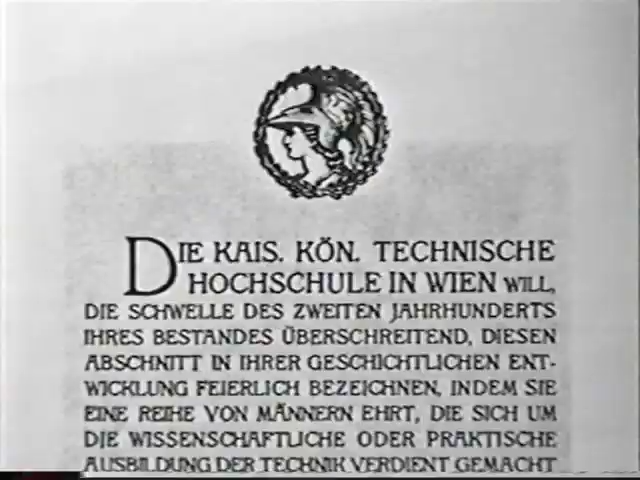 DIE KAIS. KÖN. TECHNISCHE
HOCHSCHULE IN WIEN WILL,
DIE SCHWELLE DES ZWEITEN JAHRHUNDERTS
IHRES BESTANDES ÜBERSCHREITEND, DIESEN
ABSCHNITT IN IHRER GESCHICHTLICHEN ENT-
WICKLUNG FEIERLICH BEZEICHNEN, INDEM SIE
EINE REIHE VON MÄNNERN EHRT, DIE SICH UM
DIE WISSENSCHAFTLICHE ODER PRAKTISCHE
AUSBILDUNG DER TECHNIK VERDIENT GEMACHT